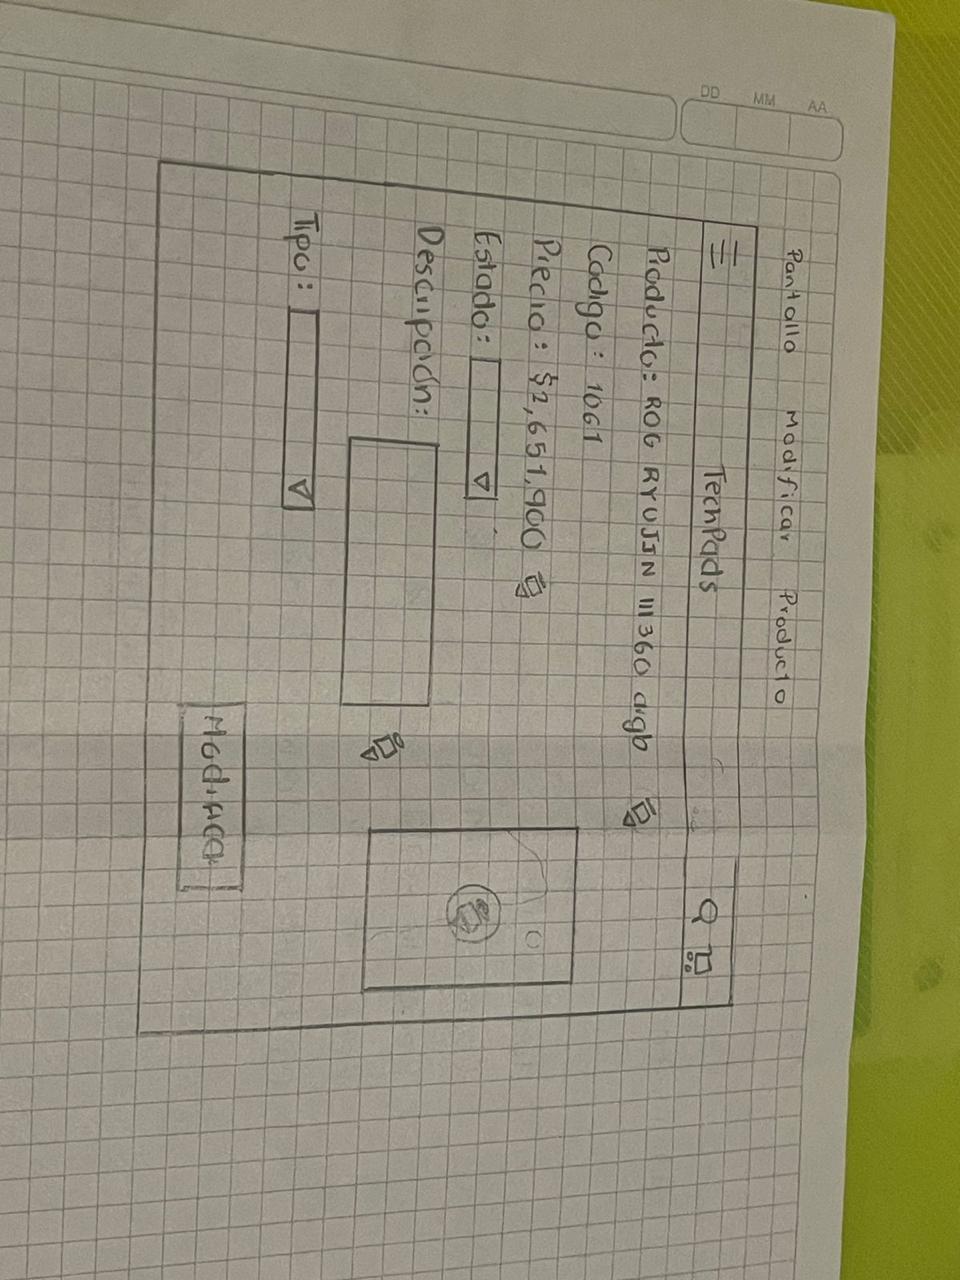 DD MM AA
Pantalla Modificar Producto
TechPads
Producto: ROG RYUJIN III 360 argb
Codigo: 1061
Precio: $2,651,900
Estado:
Descripción:
Tipo:
Modificar